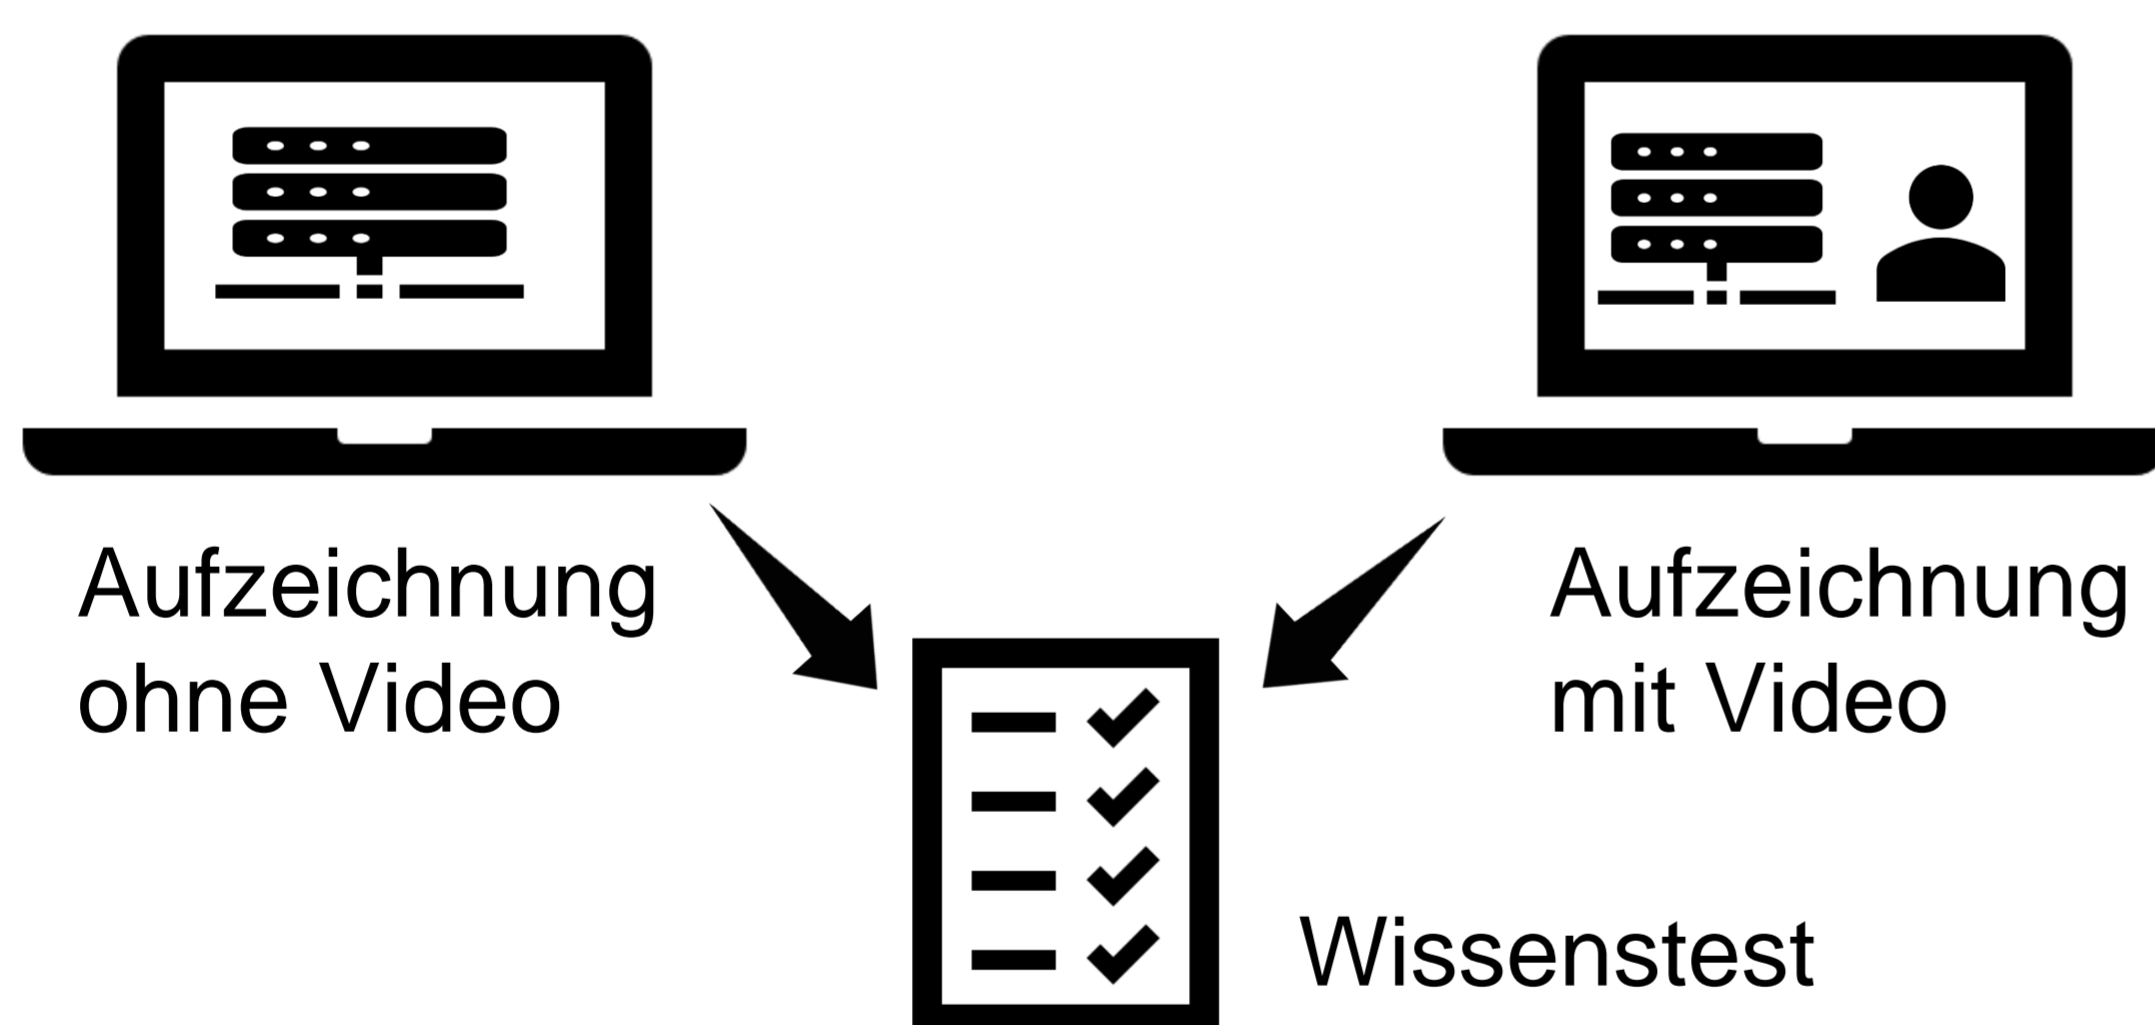 Aufzeichnung
ohne Video
Aufzeichnung
mit Video
Wissenstest